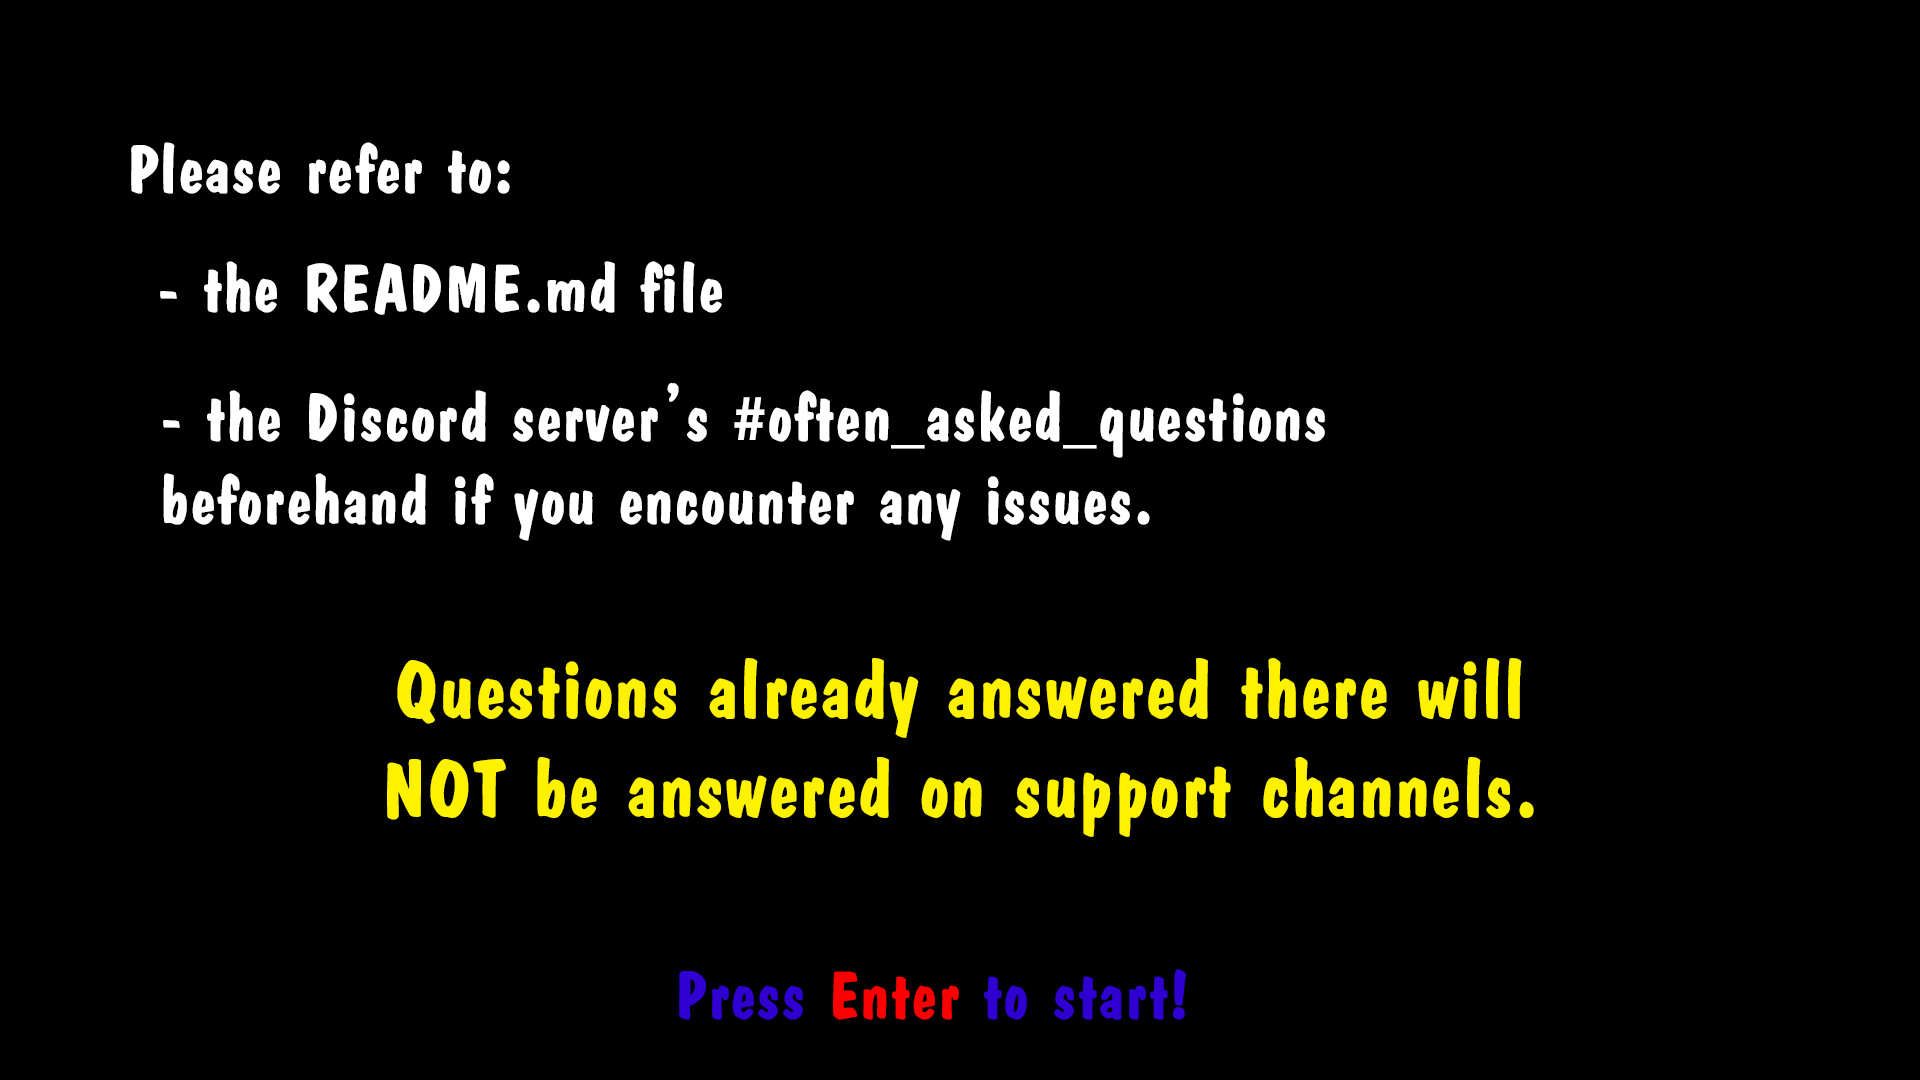 Please refer to:
- the README.md file
- the Discord server’s #often_asked_questions
beforehand if you encounter any issues.
Questions already answered there will
NOT be answered on support channels.
Press Enter to start!